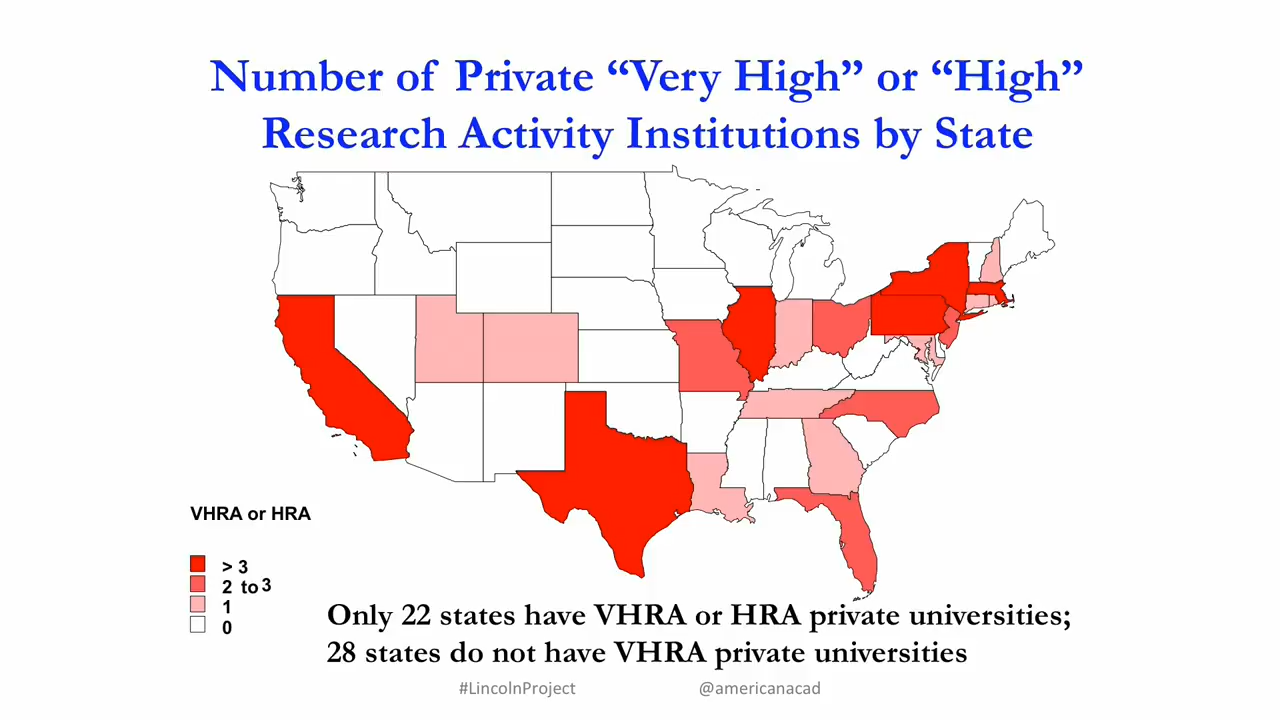 Number of Private “Very High” or “High”
Research Activity Institutions by State
VHRA or HRA
> 3
2 to 3
1
0
Only 22 states have VHRA or HRA private universities;
28 states do not have VHRA private universities
#LincolnProject @americanacad